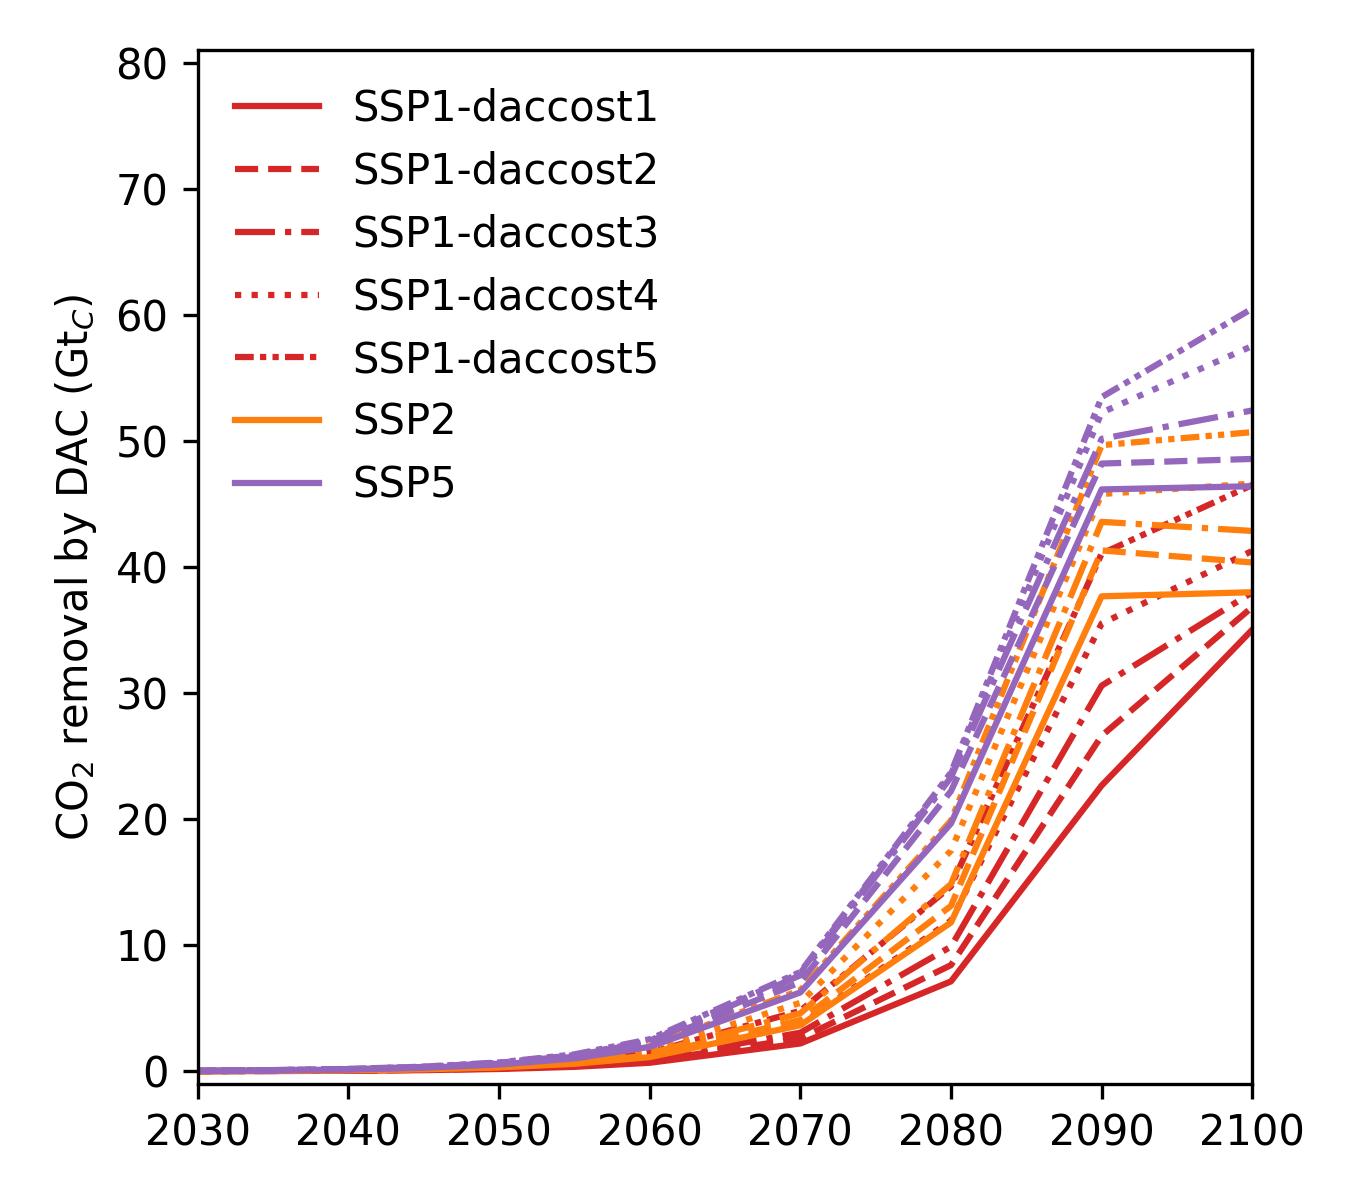 80
70
60
50
40
30
20
10
0
CO₂ removal by DAC (Gt_C)
SSP1-daccost1
SSP1-daccost2
SSP1-daccost3
SSP1-daccost4
SSP1-daccost5
SSP2
SSP5
2030 2040 2050 2060 2070 2080 2090 2100